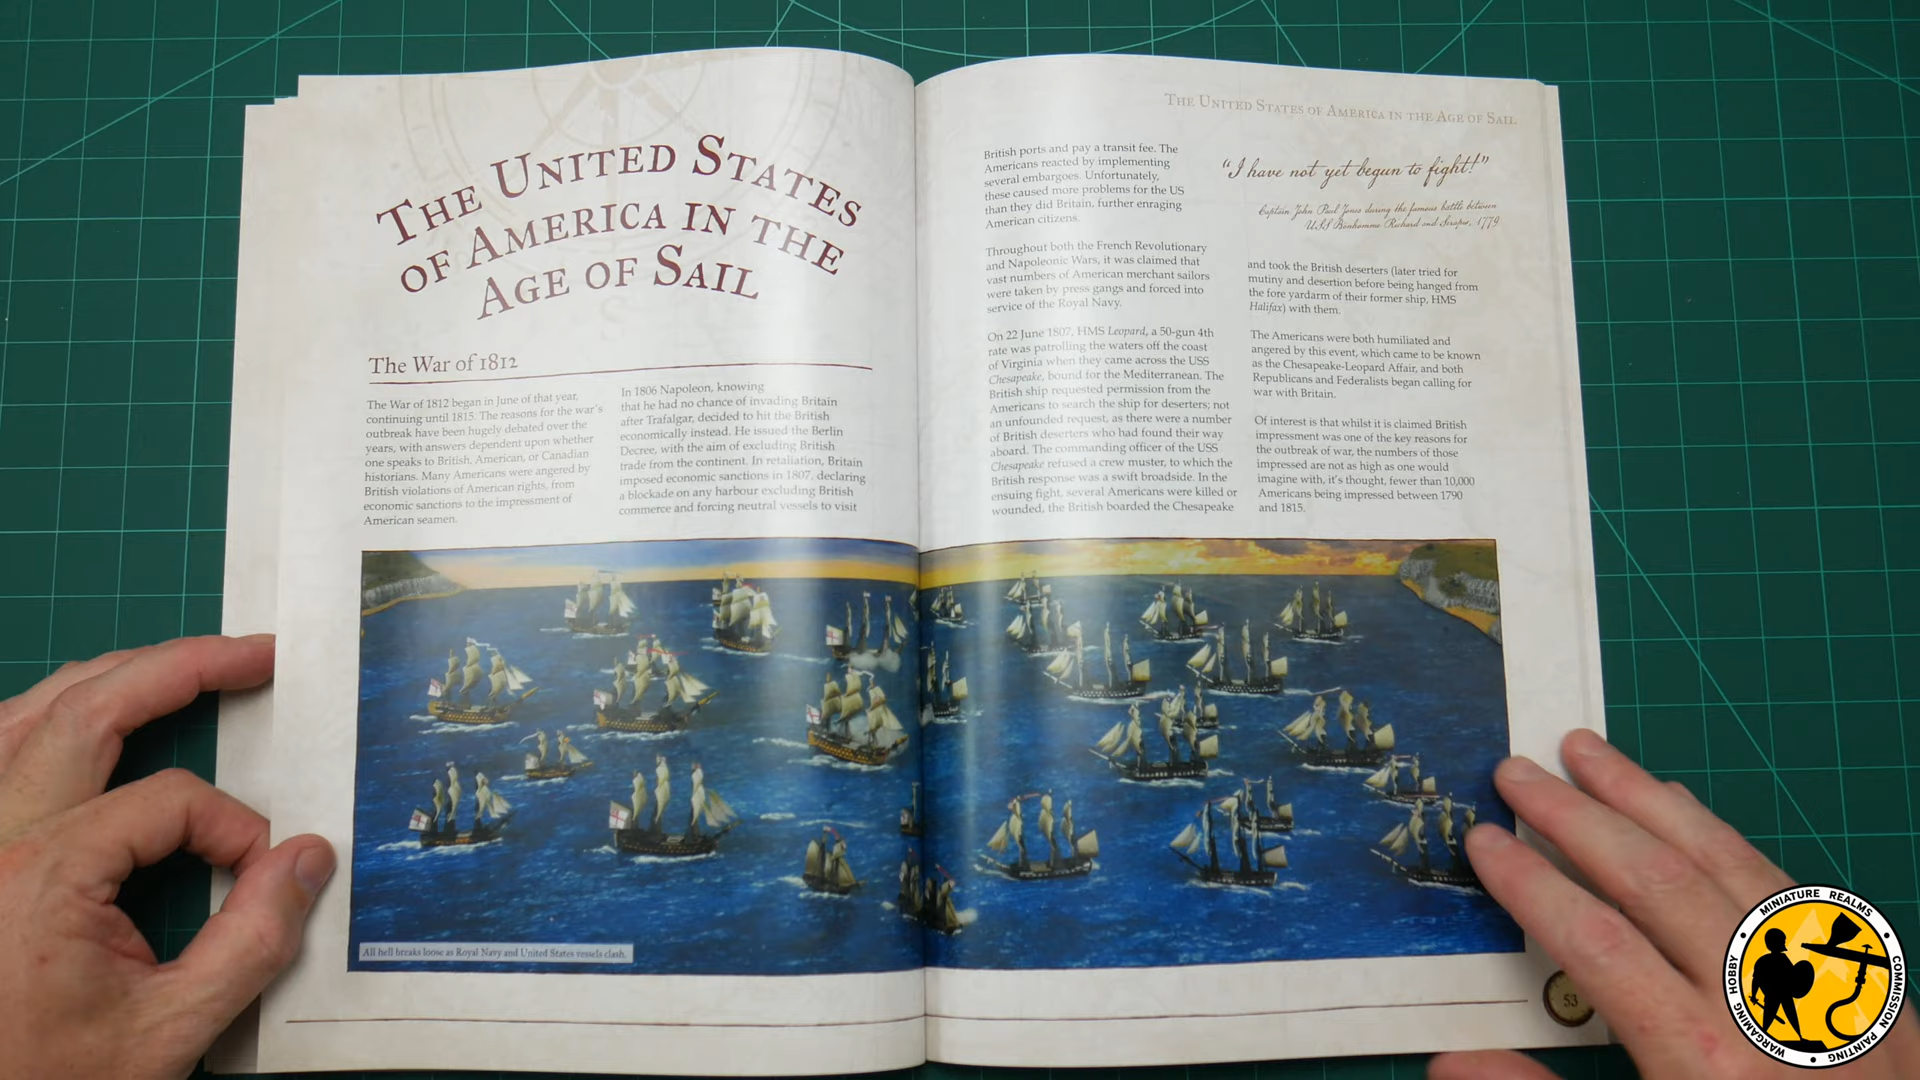 THE UNITED STATES
OF AMERICA IN THE
AGE OF SAIL
The War of 1812
The War of 1812 began in June of that year,
continuing until 1815. The reasons for the war's
outbreak have been hugely debated over the
years, with answers dependent upon whether
one speaks to British, American, or Canadian
historians. Many Americans were angered by
British violations of American rights, from
economic sanctions to the impressment of
American seamen.
In 1806 Napoleon, knowing
that he had no chance of invading Britain
after Trafalgar, decided to hit the British
economically instead. He issued the Berlin
Decree, with the aim of excluding British
trade from the continent. In retaliation, Britain
imposed economic sanctions in 1807, declaring
a blockade on any harbour excluding British
commerce and forcing neutral vessels to visit
All hell breaks loose as Royal Navy and United States vessels clash.
THE UNITED STATES OF AMERICA IN THE AGE OF SAIL
British ports and pay a transit fee. The
Americans reacted by implementing
several embargoes. Unfortunately,
these caused more problems for the US
than they did Britain, further enraging
American citizens.
Throughout both the French Revolutionary
and Napoleonic Wars, it was claimed that
vast numbers of American merchant sailors
were taken by press gangs and forced into
service of the Royal Navy.
On 22 June 1807, HMS Leopard, a 50-gun 4th
rate was patrolling the waters off the coast
of Virginia when they came across the USS
Chesapeake, bound for the Mediterranean. The
British ship requested permission from the
Americans to search the ship for deserters; not
an unfounded request, as there were a number
of British deserters who had found their way
aboard. The commanding officer of the USS
Chesapeake refused a crew muster, to which the
British response was a swift broadside. In the
ensuing fight, several Americans were killed or
wounded, the British boarded the Chesapeake
"I have not yet begun to fight!"
Captain John Paul Jones during the famous battle between
USS Bonhomme Richard and Serapis, 1779
and took the British deserters (later tried for
mutiny and desertion before being hanged from
the fore yardarm of their former ship, HMS
Halifax) with them.
The Americans were both humiliated and
angered by this event, which came to be known
as the Chesapeake-Leopard Affair, and both
Republicans and Federalists began calling for
war with Britain.
Of interest is that whilst it is claimed British
impressment was one of the key reasons for
the outbreak of war, the numbers of those
impressed are not as high as one would
imagine with, it's thought, fewer than 10,000
Americans being impressed between 1790
and 1815.
53
MINIATURE REALMS
WARGAMING HOBBY
COMMISSION PAINTING